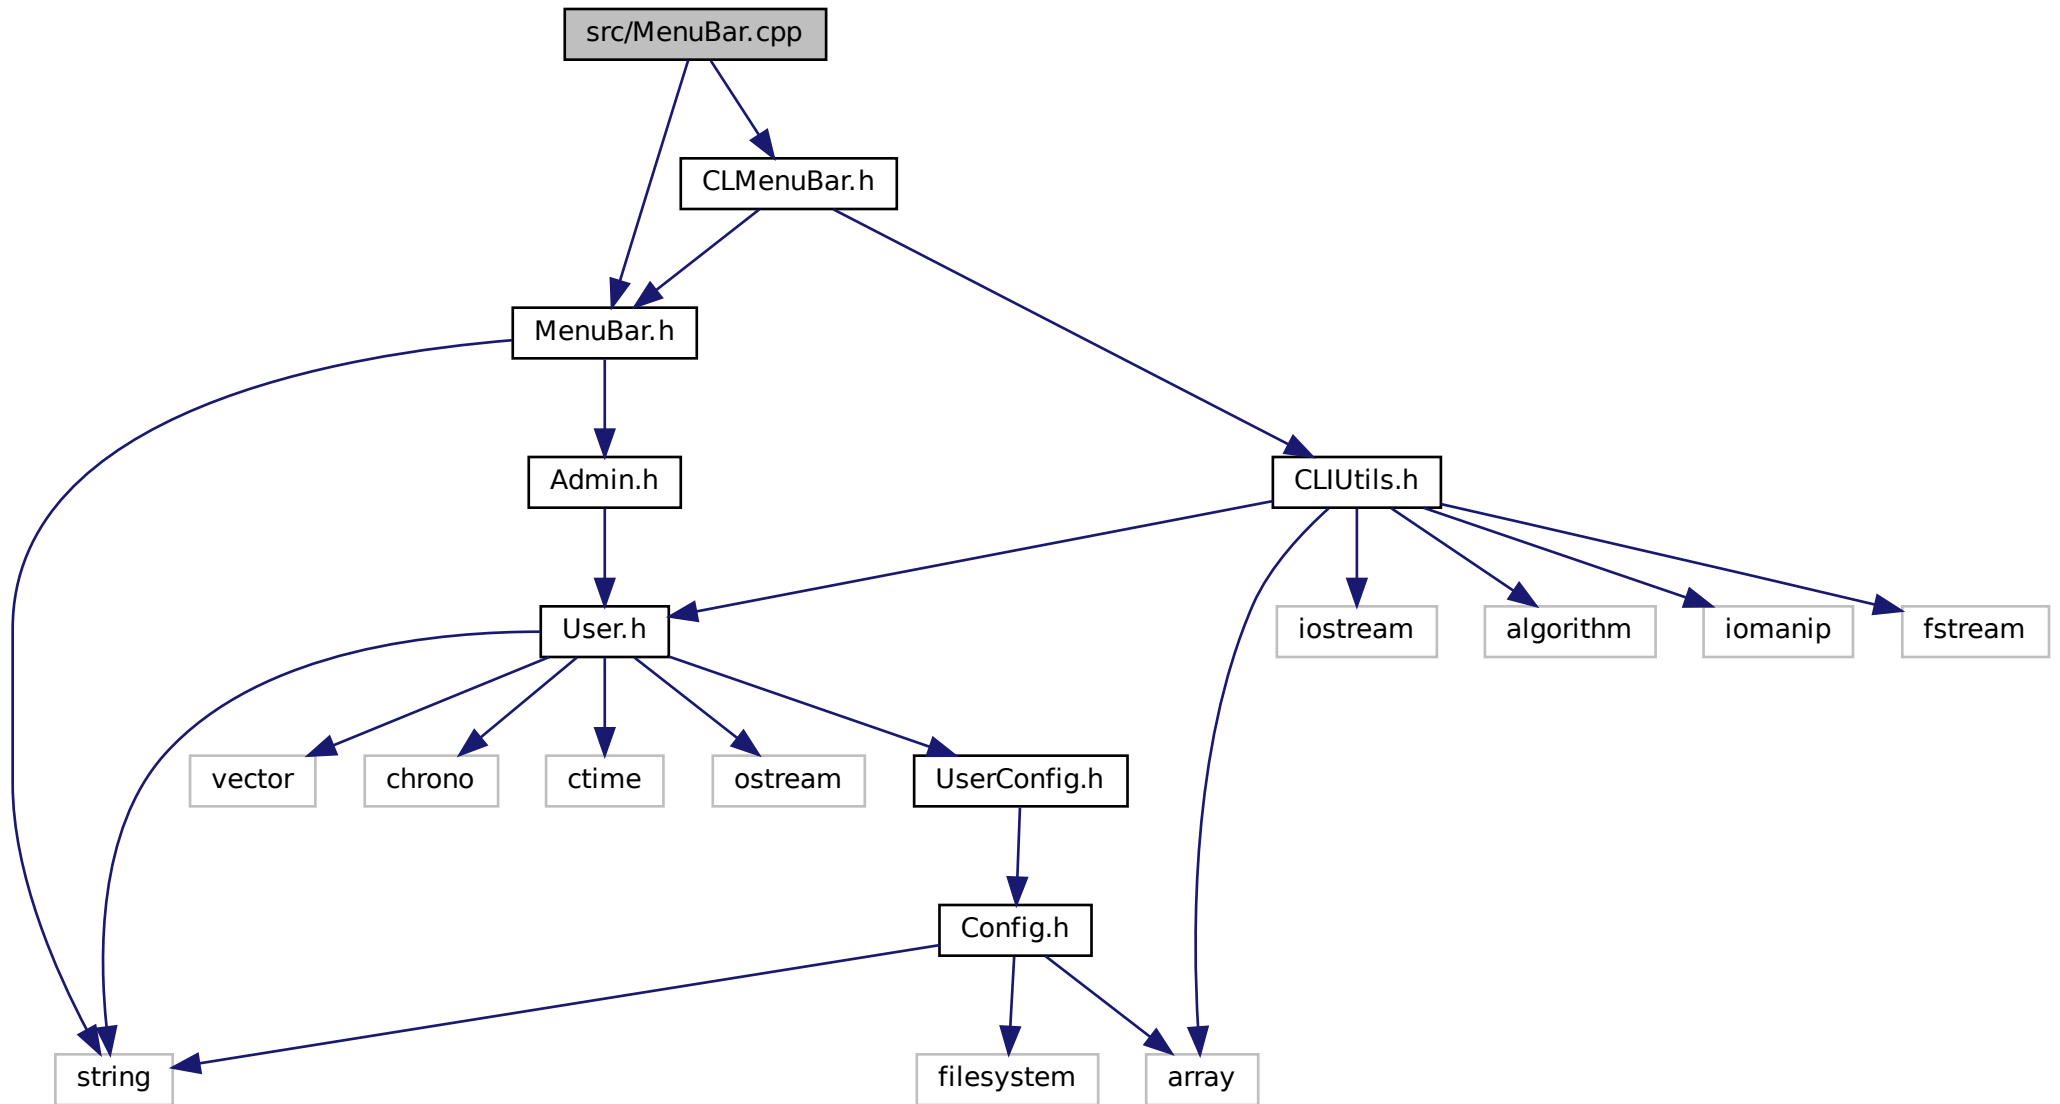 src/MenuBar.cpp
CLMenuBar.h
MenuBar.h
Admin.h
CLIUtils.h
User.h
iostream
algorithm
iomanip
fstream
vector
chrono
ctime
ostream
UserConfig.h
Config.h
string
filesystem
array